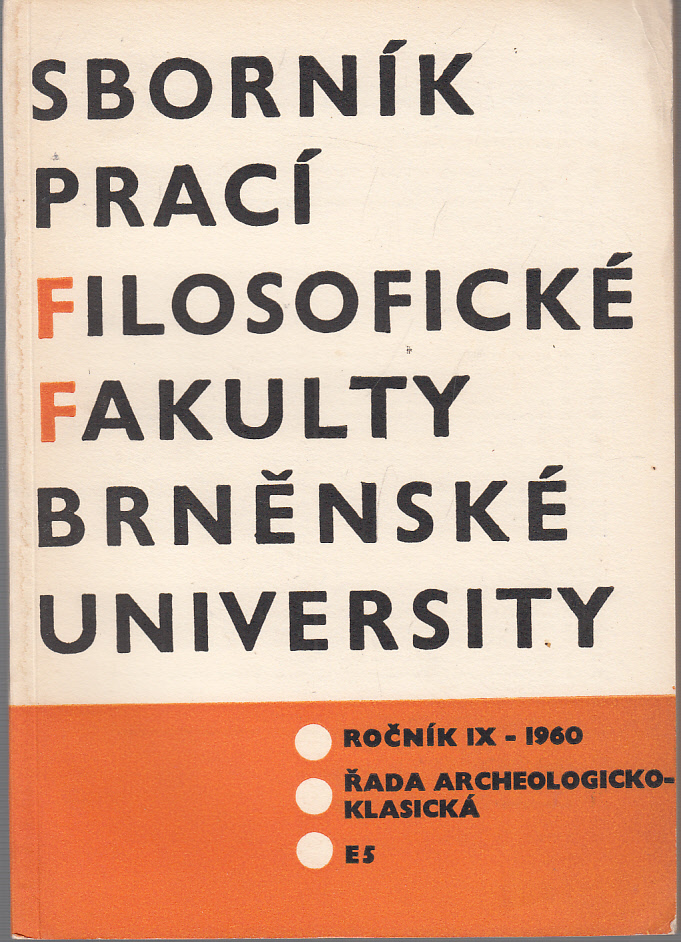 SBORNÍK
PRACÍ
FILOSOFICKÉ
FAKULTY
BRNĚNSKÉ
UNIVERSITY
ROČNÍK IX - 1960
ŘADA ARCHEOLOGICKO-
KLASICKÁ
E5